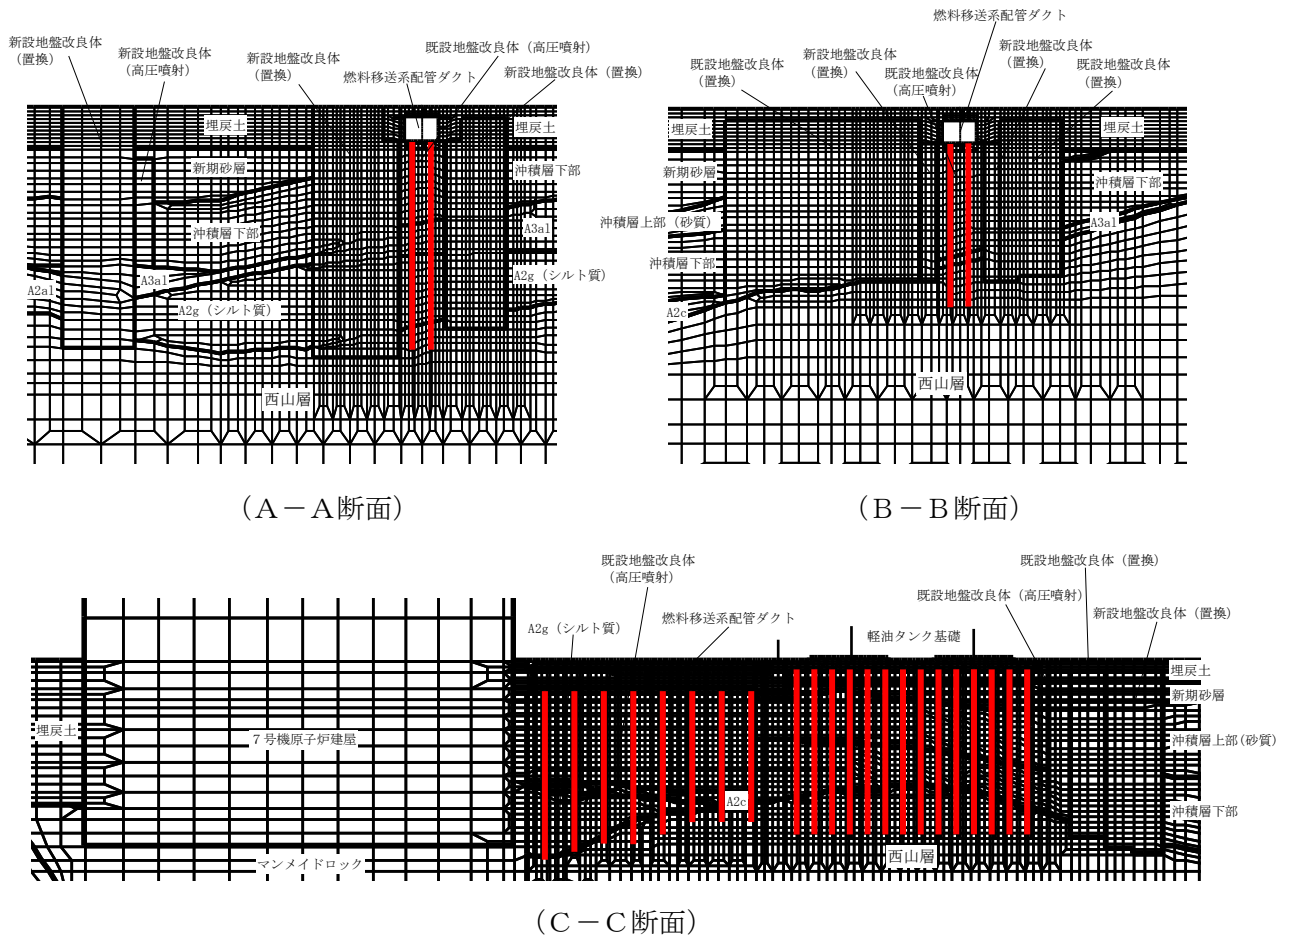 新設地盤改良体
（置換）
新設地盤改良体
（高圧噴射）
新設地盤改良体
（置換）
既設地盤改良体（高圧噴射）
燃料移送系配管ダクト
新設地盤改良体（置換）
埋戻土
埋戻土
新期砂層
沖積層下部
沖積層下部
A3a1
A3a1
A2g（シルト質）
A2a1
A2g（シルト質）
西山層
（Ａ－Ａ断面）
燃料移送系配管ダクト
既設地盤改良体
（置換）
新設地盤改良体
（置換）
既設地盤改良体
（高圧噴射）
新設地盤改良体
（置換）
既設地盤改良体
（置換）
埋戻土
埋戻土
新期砂層
沖積層下部
沖積層上部（砂質）
A3a1
沖積層下部
A2c
西山層
（Ｂ－Ｂ断面）
既設地盤改良体
（高圧噴射）
既設地盤改良体（置換）
既設地盤改良体（高圧噴射）
新設地盤改良体（置換）
A2g（シルト質）
燃料移送系配管ダクト
軽油タンク基礎
埋戻土
新期砂層
埋戻土
７号機原子炉建屋
沖積層上部(砂質)
A2c
沖積層下部
マンメイドロック
西山層
（Ｃ－Ｃ断面）